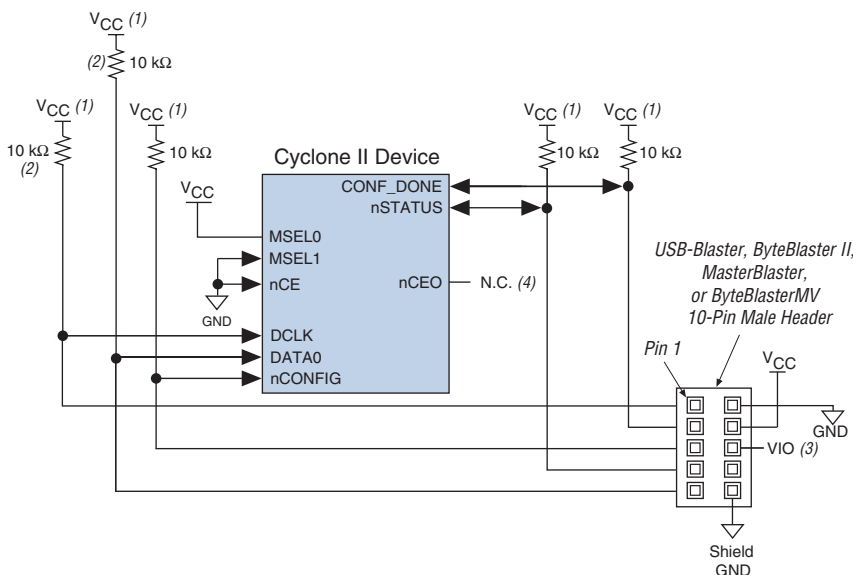 VCC (1)
(2) 10 kΩ
VCC (1)
10 kΩ
(2)
VCC (1)
10 kΩ
VCC (1)
10 kΩ
VCC (1)
10 kΩ
Cyclone II Device
VCC
CONF_DONE
nSTATUS
MSEL0
MSEL1
nCE
nCEO
N.C. (4)
GND
DCLK
DATA0
nCONFIG
USB-Blaster, ByteBlaster II,
MasterBlaster,
or ByteBlasterMV
10-Pin Male Header
Pin 1
VCC
GND
VIO (3)
Shield
GND